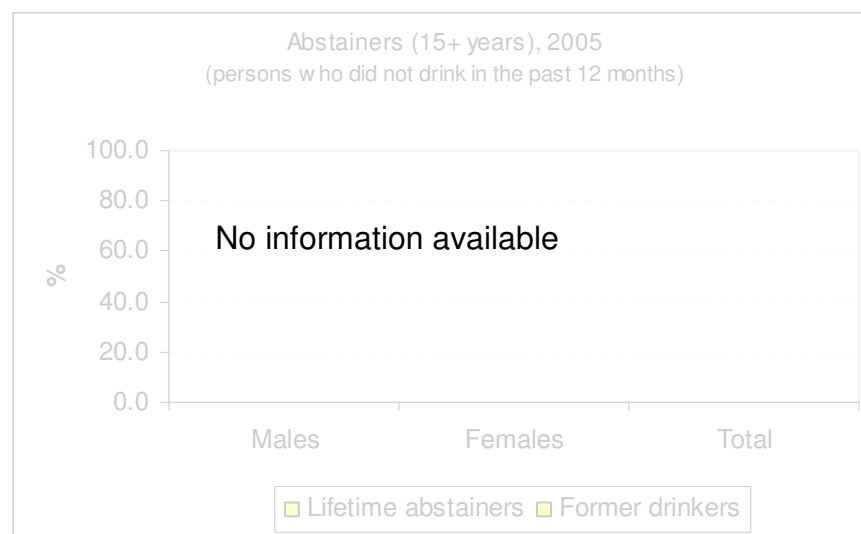 Abstainers (15+ years), 2005
(persons who did not drink in the past 12 months)
100.0
80.0
No information available
60.0
%
40.0
20.0
0.0
Males Females Total
Lifetime abstainers Former drinkers